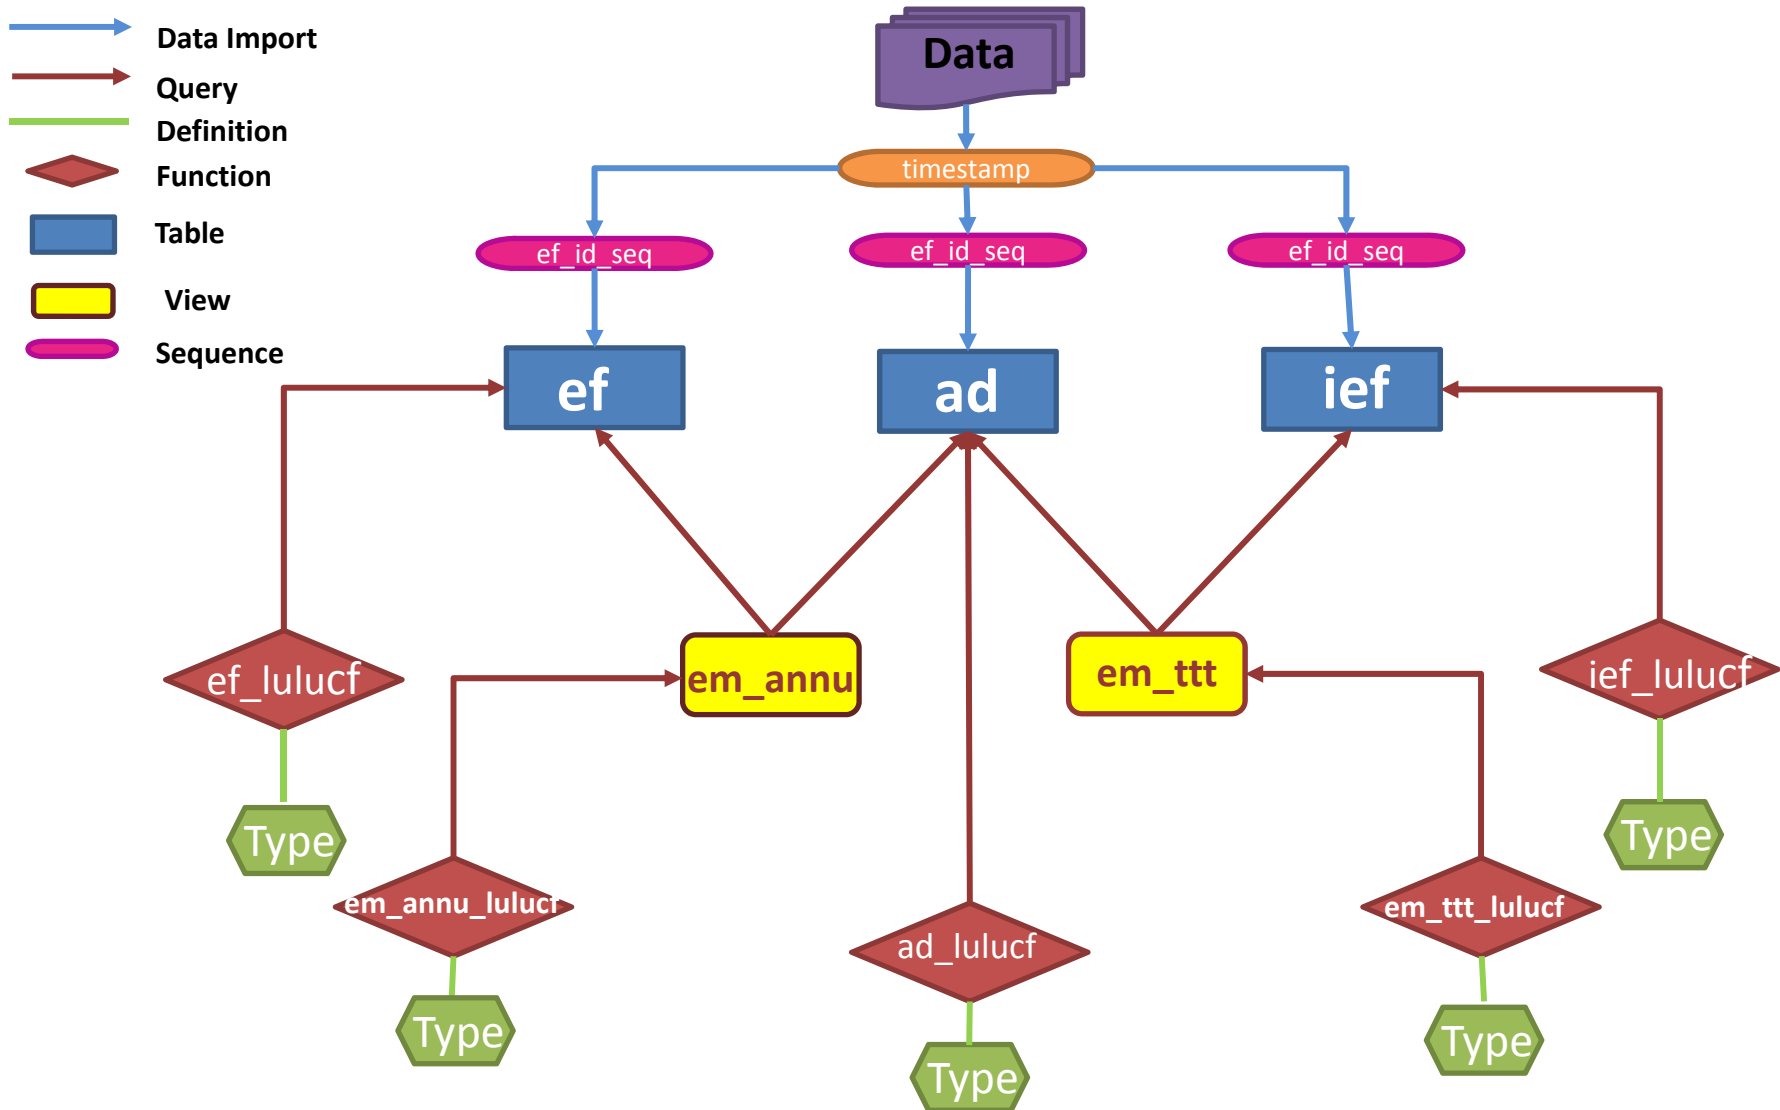 Data Import
Query
Definition
Function
Table
View
Sequence
Data
timestamp
ef_id_seq
ef_id_seq
ef_id_seq
ef
ad
ief
ef_lulucf
em_annu
em_ttt
ief_lulucf
Type
Type
em_annu_lulucf
ad_lulucf
em_ttt_lulucf
Type
Type
Type